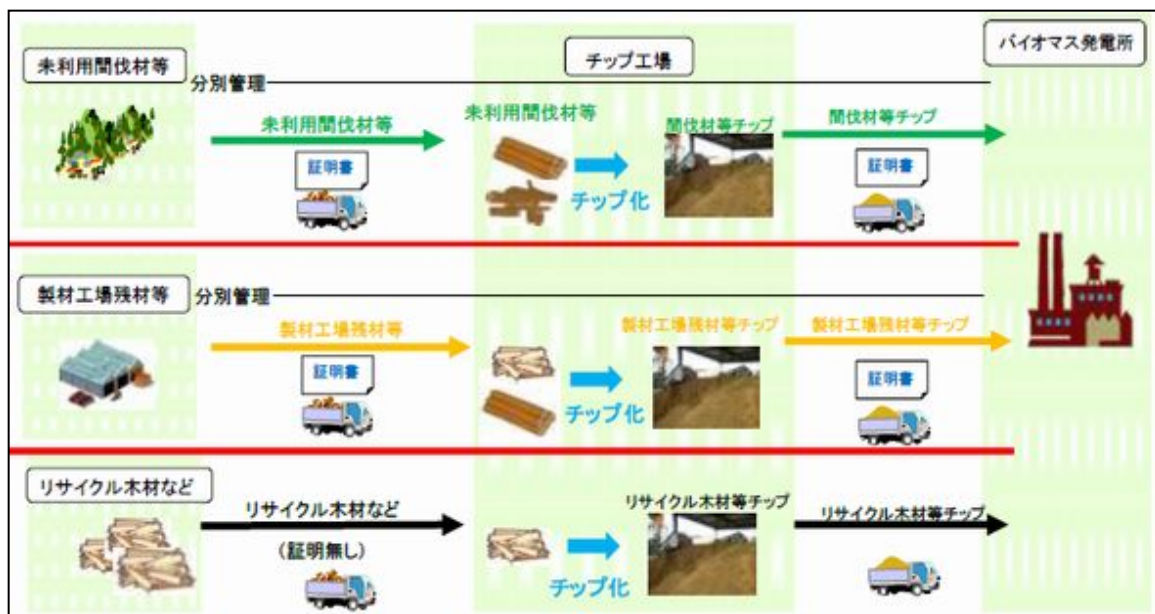 未利用間伐材等
チップ工場
バイオマス発電所
分別管理
未利用間伐材等
未利用間伐材等
間伐材等チップ
間伐材等チップ
証明書
チップ化
証明書
製材工場残材等
分別管理
製材工場残材等
製材工場残材等チップ
製材工場残材等チップ
証明書
チップ化
証明書
リサイクル木材など
リサイクル木材など
(証明無し)
リサイクル木材等チップ
リサイクル木材等チップ
チップ化